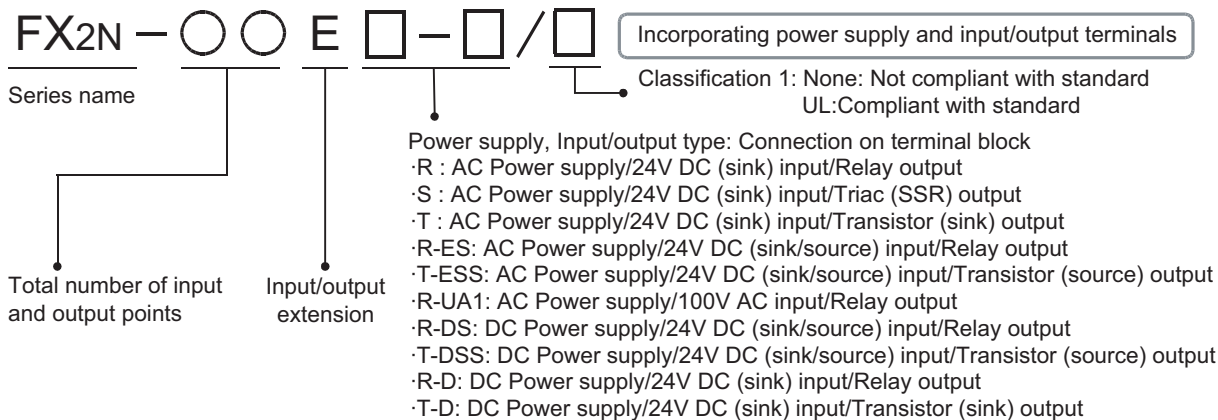 FX2N – ○○ E □ – □ / □
Incorporating power supply and input/output terminals
Series name
Classification 1: None: Not compliant with standard
UL:Compliant with standard
Power supply, Input/output type: Connection on terminal block
·R : AC Power supply/24V DC (sink) input/Relay output
·S : AC Power supply/24V DC (sink) input/Triac (SSR) output
·T : AC Power supply/24V DC (sink) input/Transistor (sink) output
·R-ES: AC Power supply/24V DC (sink/source) input/Relay output
·T-ESS: AC Power supply/24V DC (sink/source) input/Transistor (source) output
·R-UA1: AC Power supply/100V AC input/Relay output
·R-DS: DC Power supply/24V DC (sink/source) input/Relay output
·T-DSS: DC Power supply/24V DC (sink/source) input/Transistor (source) output
·R-D: DC Power supply/24V DC (sink) input/Relay output
·T-D: DC Power supply/24V DC (sink) input/Transistor (sink) output
Total number of input
and output points
Input/output
extension